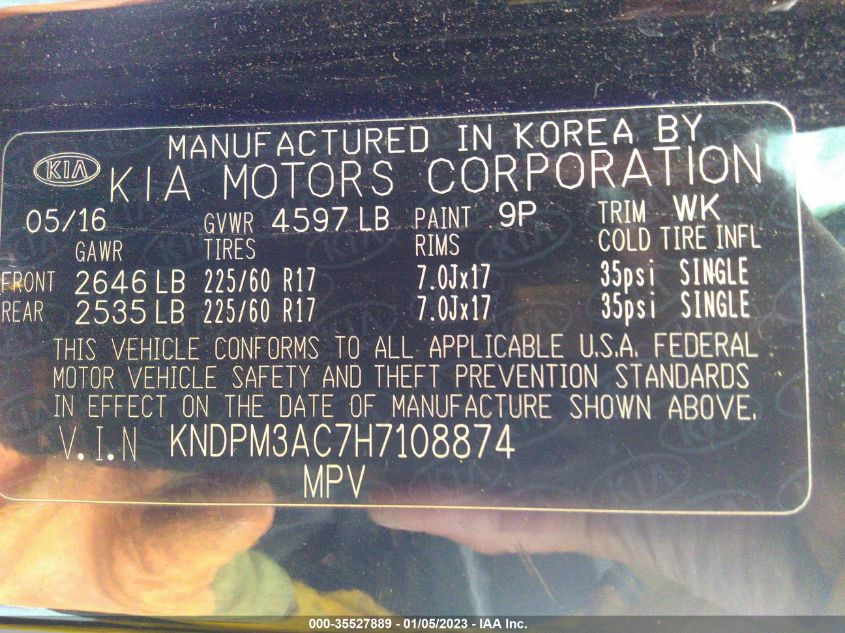 MANUFACTURED IN KOREA BY
KIA KIA MOTORS CORPORATION
05/16 GVWR 4597 LB PAINT 9P TRIM WK
GAWR TIRES RIMS COLD TIRE INFL
FRONT 2646 LB 225/60 R17 7.0Jx17 35psi SINGLE
REAR 2535 LB 225/60 R17 7.0Jx17 35psi SINGLE
THIS VEHICLE CONFORMS TO ALL APPLICABLE U.S.A. FEDERAL
MOTOR VEHICLE SAFETY AND THEFT PREVENTION STANDARDS
IN EFFECT ON THE DATE OF MANUFACTURE SHOWN ABOVE.
V.I.N KNDPM3AC7H7108874
MPV
000-35527889 - 01/05/2023 - IAA Inc.